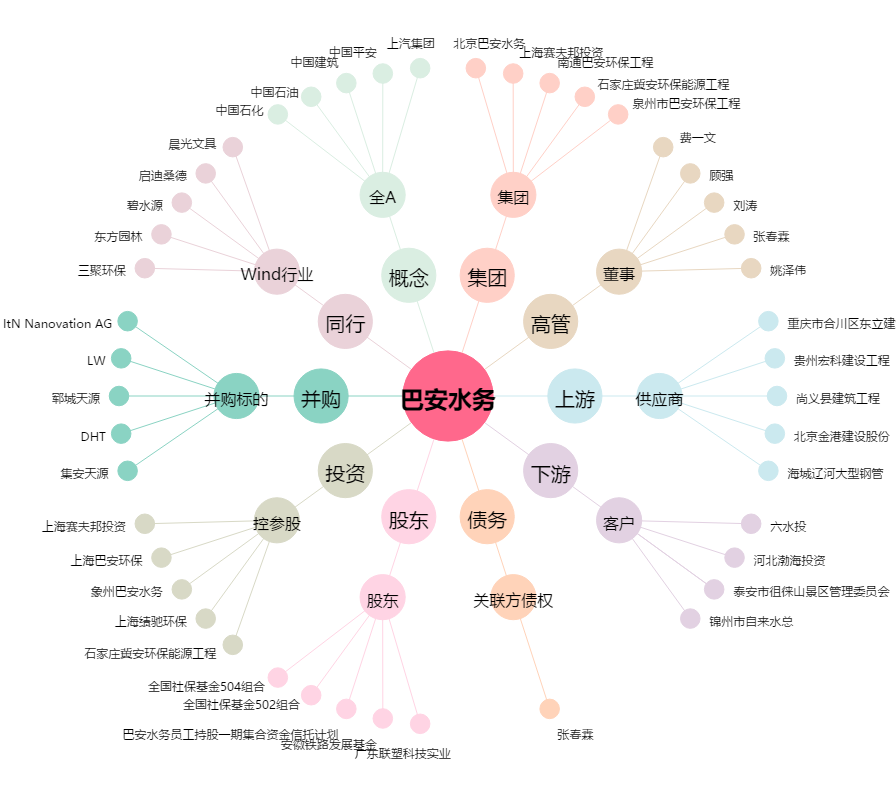 上汽集团
北京巴安水务
中国平安
上海赛夫邦投资
中国建筑
南通巴安环保工程
中国石油
石家庄冀安环保能源工程
中国石化
泉州市巴安环保工程
晨光文具
费一文
启迪桑德
顾强
全A
集团
碧水源
刘涛
东方园林
张春霖
三聚环保
Wind行业
概念
集团
董事
姚泽伟
ItN Nanovation AG
同行
高管
重庆市合川区东立建
LW
贵州宏科建设工程
郓城天源
并购标的
并购
巴安水务
上游
供应商
尚义县建筑工程
DHT
北京金港建设股份
集安天源
投资
下游
海城辽河大型钢管
上海赛夫邦投资
控参股
股东
债务
客户
六水投
上海巴安环保
河北渤海投资
象州巴安水务
泰安市徂徕山景区管理委员会
股东
关联方债权
上海绩驰环保
锦州市自来水总
石家庄冀安环保能源工程
全国社保基金504组合
全国社保基金502组合
巴安水务员工持股一期集合资金信托计划
张春霖
安徽铁路发展基金
广东联塑科技实业